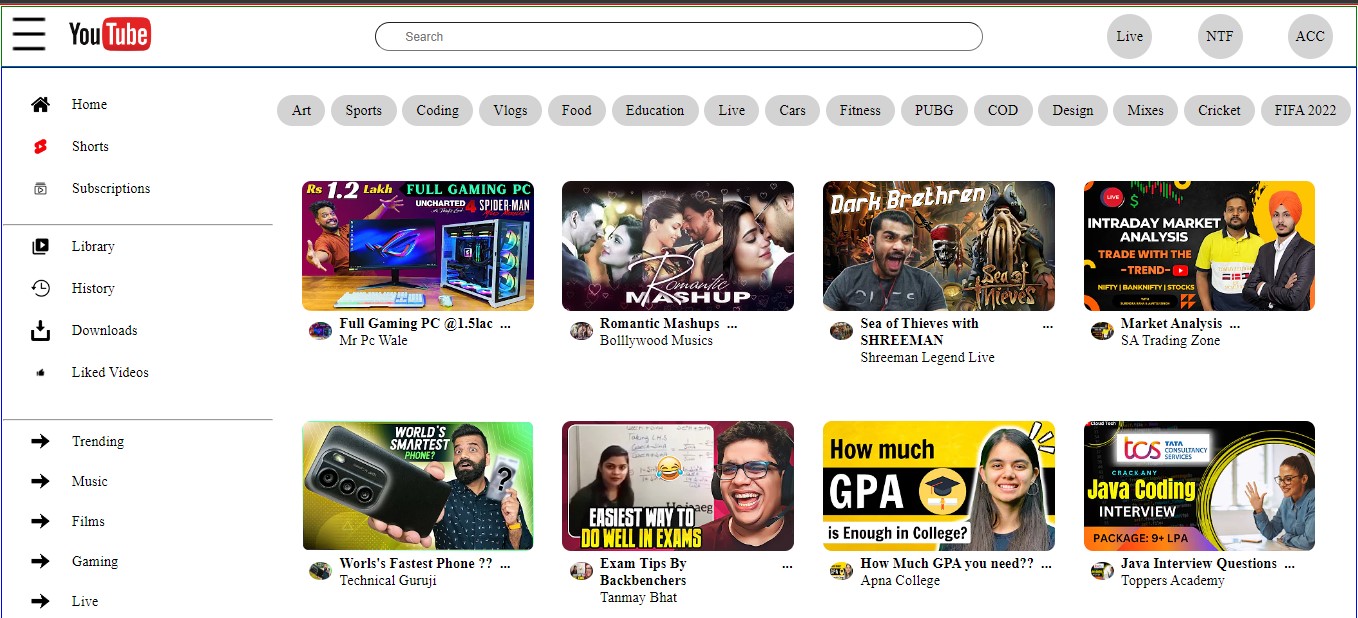 YouTube
Search
Live
NTF
ACC
Home
Shorts
Subscriptions
Library
History
Downloads
Liked Videos
Trending
Music
Films
Gaming
Live
Art
Sports
Coding
Vlogs
Food
Education
Live
Cars
Fitness
PUBG
COD
Design
Mixes
Cricket
FIFA 2022
Rs 1.2 Lakh FULL GAMING PC
UNCHARTED 4 SPIDER-MAN
Full Gaming PC @1.5lac ...
Mr Pc Wale
Romantic
MASHUP
Romantic Mashups ...
Bolllywood Musics
Dark Brethren
Sea of
Thieves
Sea of Thieves with ...
SHREEMAN
Shreeman Legend Live
LIVE
INTRADAY MARKET
ANALYSIS
TRADE WITH THE
-TREND-
NIFTY | BANKNIFTY | STOCKS
Market Analysis ...
SA Trading Zone
WORLD'S
SMARTEST
PHONE?
?
Worls's Fastest Phone ?? ...
Technical Guruji
EASIEST WAY TO
DO WELL IN EXAMS
Exam Tips By ...
Backbenchers
Tanmay Bhat
How much
GPA
is Enough in College?
How Much GPA you need?? ...
Apna College
Cloud Tech
tcs TATA
CONSULTANCY
SERVICES
CRACK ANY
Java Coding
INTERVIEW
PACKAGE: 9+ LPA
Java Interview Questions ...
Toppers Academy